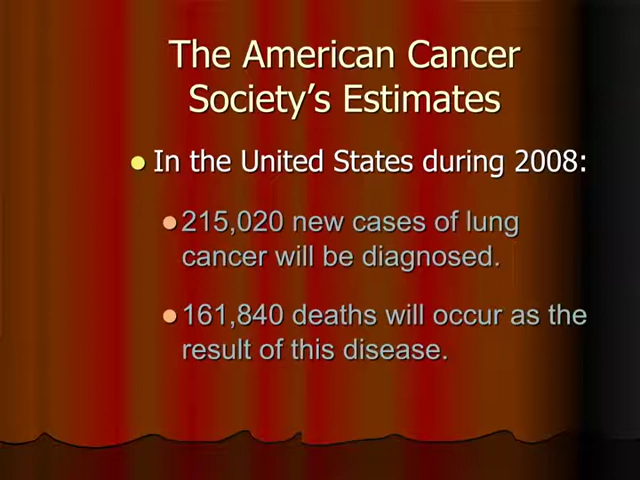 The American Cancer
Society’s Estimates
In the United States during 2008:
215,020 new cases of lung
cancer will be diagnosed.
161,840 deaths will occur as the
result of this disease.